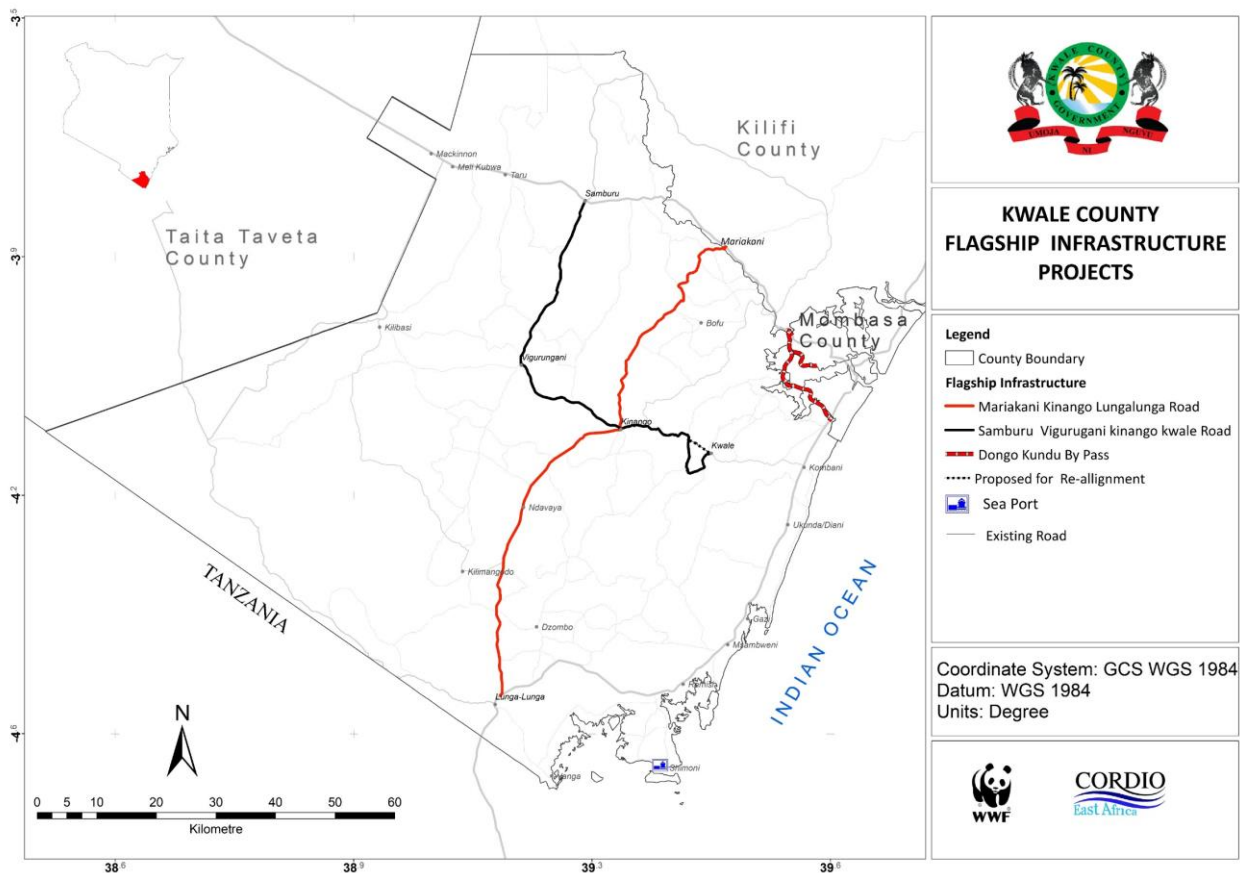 -3.5
-3.9
-4.2
-4.6
38.6
38.9
39.3
39.6
Kilifi
County
Taita Taveta
County
Mombasa
County
TANZANIA
INDIAN OCEAN
Mackinnon
Meli Kubwa
Taru
Samburu
Mariakani
Bofu
Kilibasi
Vigurungani
Kinango
Kwale
Kombani
Ndavaya
Ukunda/Diani
Kilimangodo
Dzombo
Gazi
Msambweni
Ramisi
Lunga-Lunga
Shimoni
Vanga
N
0 5 10 20 30 40 50 60
Kilometre
KWALE COUNTY
GOVERNMENT
UMOJA NI NGUVU
KWALE COUNTY
FLAGSHIP INFRASTRUCTURE
PROJECTS
Legend
County Boundary
Flagship Infrastructure
Mariakani Kinango Lungalunga Road
Samburu Vigurugani kinango kwale Road
Dongo Kundu By Pass
Proposed for Re-allignment
Sea Port
Existing Road
Coordinate System: GCS WGS 1984
Datum: WGS 1984
Units: Degree
WWF
CORDIO
East Africa